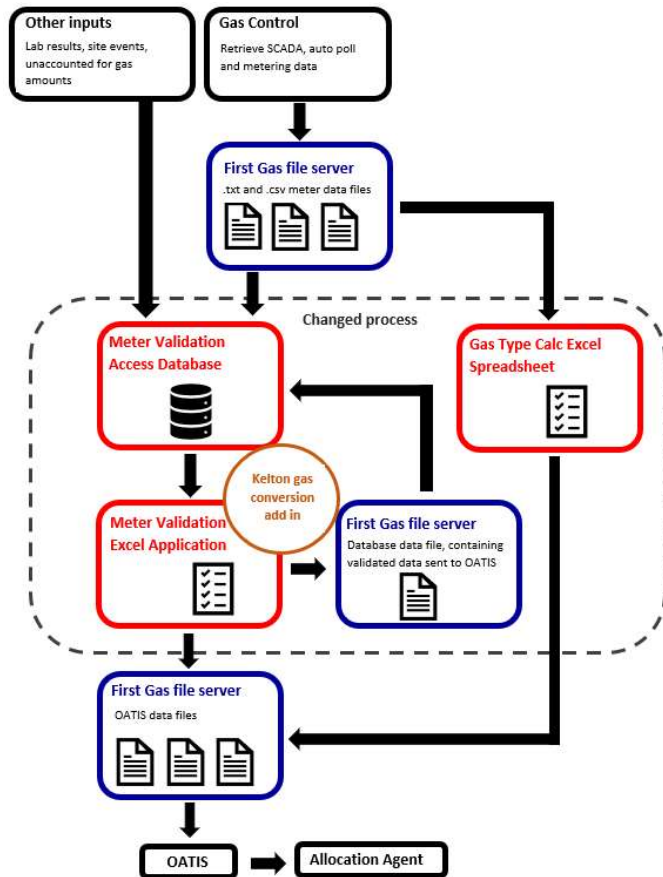 Other inputs
Lab results, site events,
unaccounted for gas
amounts
Gas Control
Retrieve SCADA, auto poll
and metering data
First Gas file server
.txt and .csv meter data files
Changed process
Meter Validation
Access Database
Gas Type Calc Excel
Spreadsheet
Kelton gas
conversion
add in
Meter Validation
Excel Application
First Gas file server
Database data file, containing
validated data sent to OATIS
First Gas file server
OATIS data files
OATIS
Allocation Agent